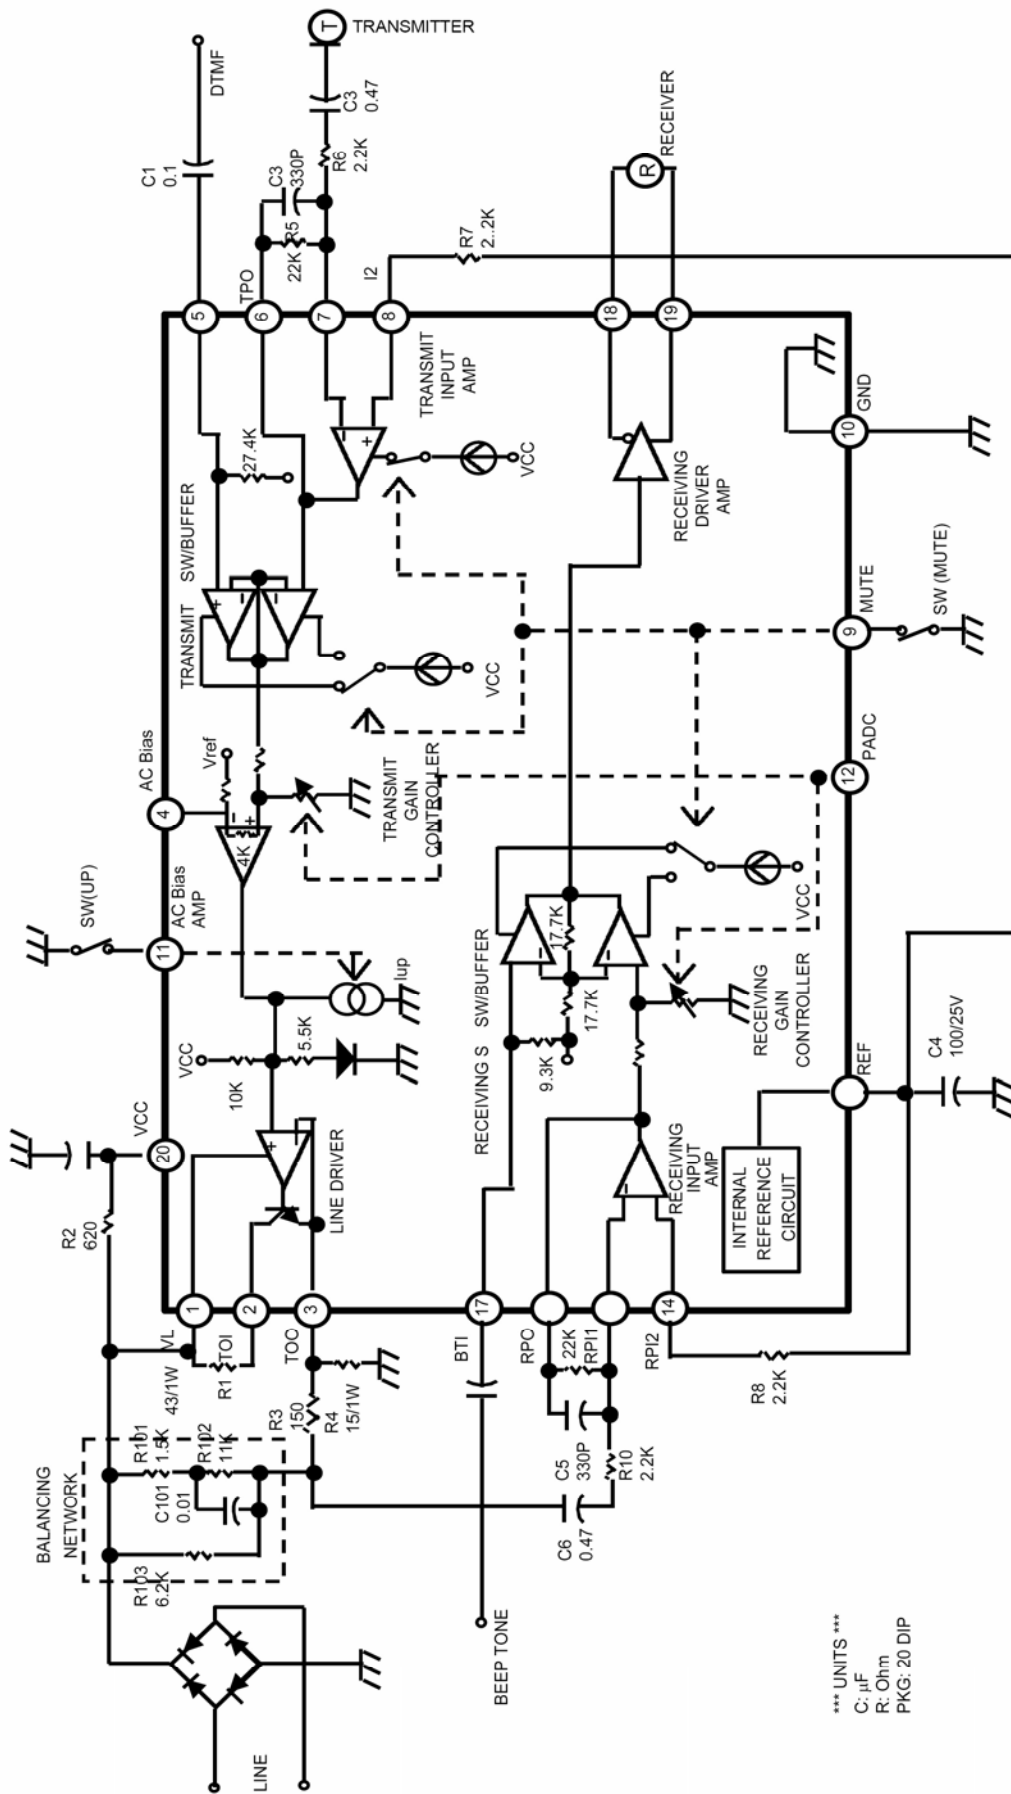 TRANSMITTER
T
DTMF
C1
0.1
C3
0.47
R6
2.2K
C3
330P
R5
22K
TPO
I2
R7
2..2K
RECEIVER
R
5
6
7
8
18
19
TRANSMIT
INPUT
AMP
VCC
27.4K
TRANSMIT SW/BUFFER
VCC
RECEIVING
DRIVER
AMP
10
GND
9
MUTE
SW (MUTE)
12
PADC
4
AC Bias
Vref
4K
TRANSMIT
GAIN
CONTROLLER
SW(UP)
11
AC Bias
AMP
Iup
VCC
10K
5.5K
20
VCC
R2
620
LINE DRIVER
RECEIVING S SW/BUFFER
17.7K
17.7K
9.3K
VCC
RECEIVING
GAIN
CONTROLLER
RECEIVING
INPUT
AMP
INTERNAL
REFERENCE
CIRCUIT
REF
C4
100/25V
1
2
3
17
14
VL
TOI
TOO
43/1W
R1
R3
150
R4
15/1W
BTI
RPO
22K
RPI1
RPI2
R8
2.2K
C5
330P
R10
2.2K
C6
0.47
BALANCING
NETWORK
R101
1.5K
R102
11K
C101
0.01
R103
6.2K
BEEP TONE
LINE
*** UNITS ***
C: µF
R: Ohm
PKG: 20 DIP
+
−
+
−
+
−
−
+
−
−
−